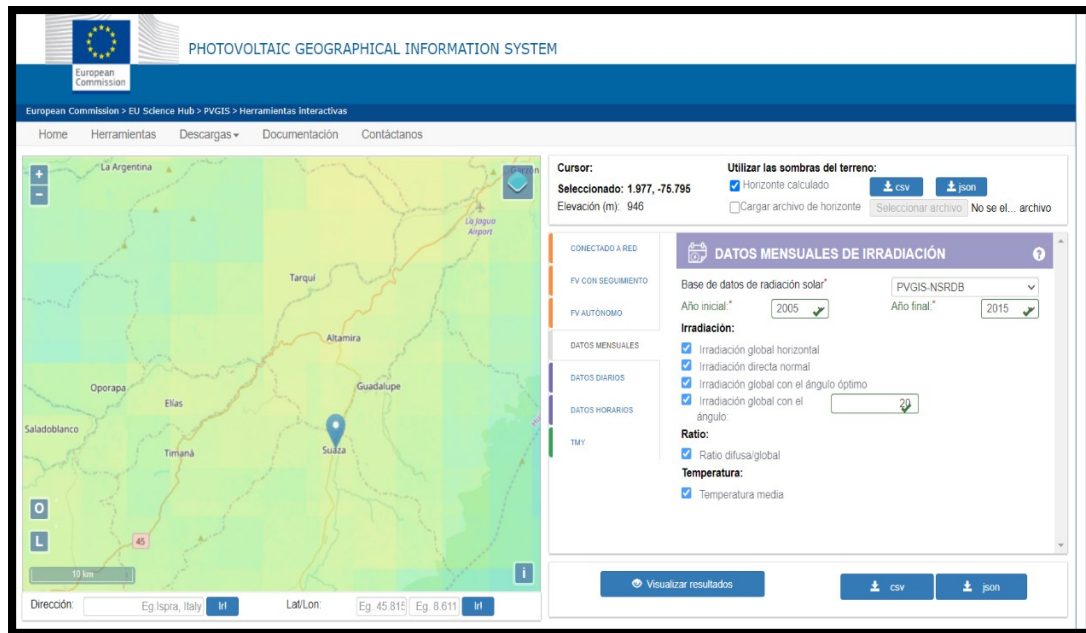 PHOTOVOLTAIC GEOGRAPHICAL INFORMATION SYSTEM
European
Commission
European Commission > EU Science Hub > PVGIS > Herramientas interactivas
Home Herramientas Descargas Documentación Contáctanos
+
-
La Argentina
Garzón
La Jagua
Airport
Tarquí
Altamira
Oporapa
Guadalupe
Elías
Saladoblanco
Timaná
Suaza
O
L
45
10 km
i
Dirección: Eg.Ispra, Italy Ir! Lat/Lon: Eg. 45.815 Eg. 8.611 Ir!
Cursor:
Seleccionado: 1.977, -75.795
Elevación (m): 946
Utilizar las sombras del terreno:
Horizonte calculado csv json
Cargar archivo de horizonte Seleccionar archivo No se el... archivo
CONECTADO A RED
FV CON SEGUIMIENTO
FV AUTÓNOMO
DATOS MENSUALES
DATOS DIARIOS
DATOS HORARIOS
TMY
DATOS MENSUALES DE IRRADIACIÓN ?
Base de datos de radiación solar* PVGIS-NSRDB
Año inicial:* 2005 Año final:* 2015
Irradiación:
Irradiación global horizontal
Irradiación directa normal
Irradiación global con el ángulo óptimo
Irradiación global con el 20
ángulo:
Ratio:
Ratio difusa/global
Temperatura:
Temperatura media
Visualizar resultados csv json